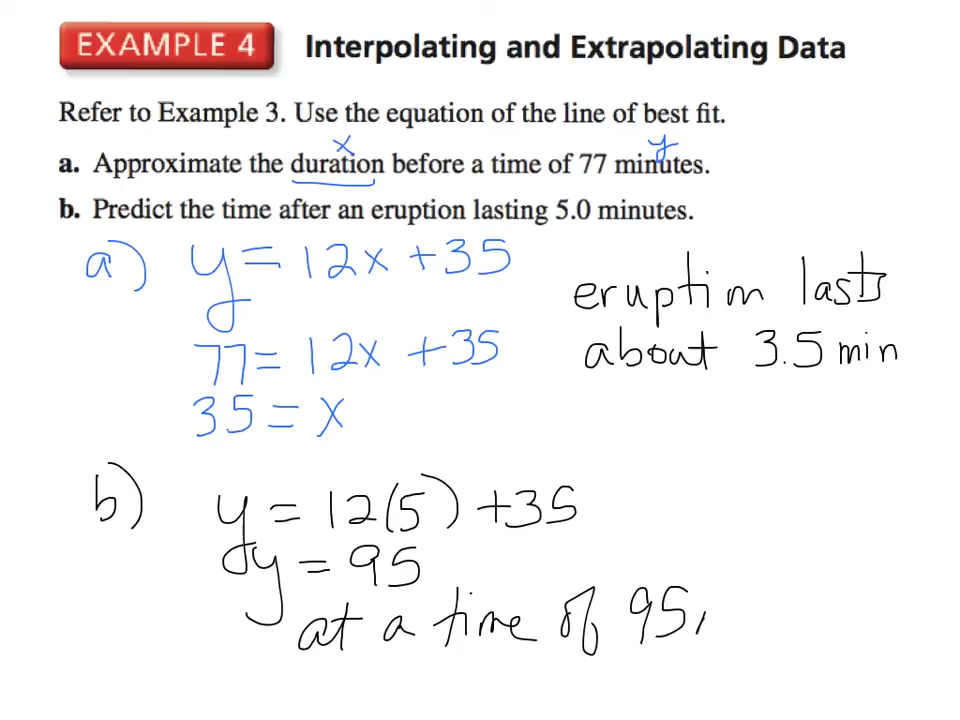 EXAMPLE 4 Interpolating and Extrapolating Data
Refer to Example 3. Use the equation of the line of best fit.
x y
a. Approximate the duration before a time of 77 minutes.
b. Predict the time after an eruption lasting 5.0 minutes.
a) y = 12x + 35
77 = 12x + 35
35 = x
eruption lasts
about 3.5 min
b) y = 12(5) + 35
y = 95
at a time of 95,